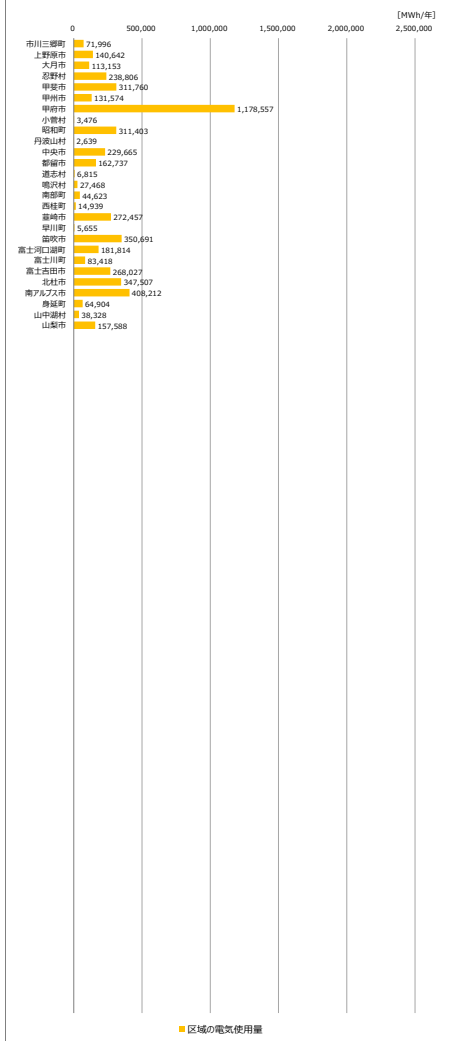 [MWh/年]
0 500,000 1,000,000 1,500,000 2,000,000 2,500,000
市川三郷町 71,996
上野原市 140,642
大月市 113,153
忍野村 238,806
甲斐市 311,760
甲州市 131,574
甲府市 1,178,557
小菅村 3,476
昭和町 311,403
丹波山村 2,639
中央市 229,665
都留市 162,737
道志村 6,815
鳴沢村 27,468
南部町 44,623
西桂町 14,939
韮崎市 272,457
早川町 5,655
笛吹市 350,691
富士河口湖町 181,814
富士川町 83,418
富士吉田市 268,027
北杜市 347,507
南アルプス市 408,212
身延町 64,904
山中湖村 38,328
山梨市 157,588
区域の電気使用量